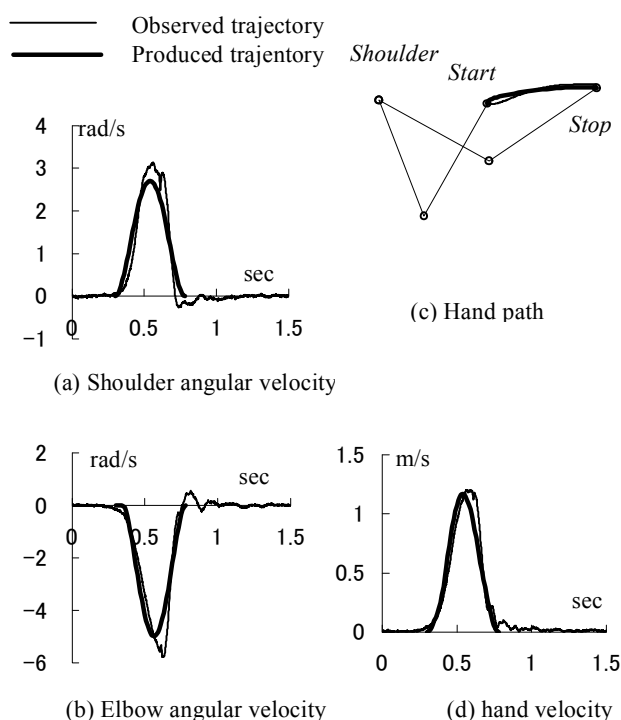 Observed trajectory
Produced trajentory
Shoulder
Start
Stop
(c) Hand path
rad/s
4
3
2
1
0
-1
sec
0 0.5 1 1.5
(a) Shoulder angular velocity
rad/s
2
0
-2
-4
-6
sec
0 0.5 1 1.5
(b) Elbow angular velocity
m/s
1.5
1
0.5
0
sec
0 0.5 1 1.5
(d) hand velocity